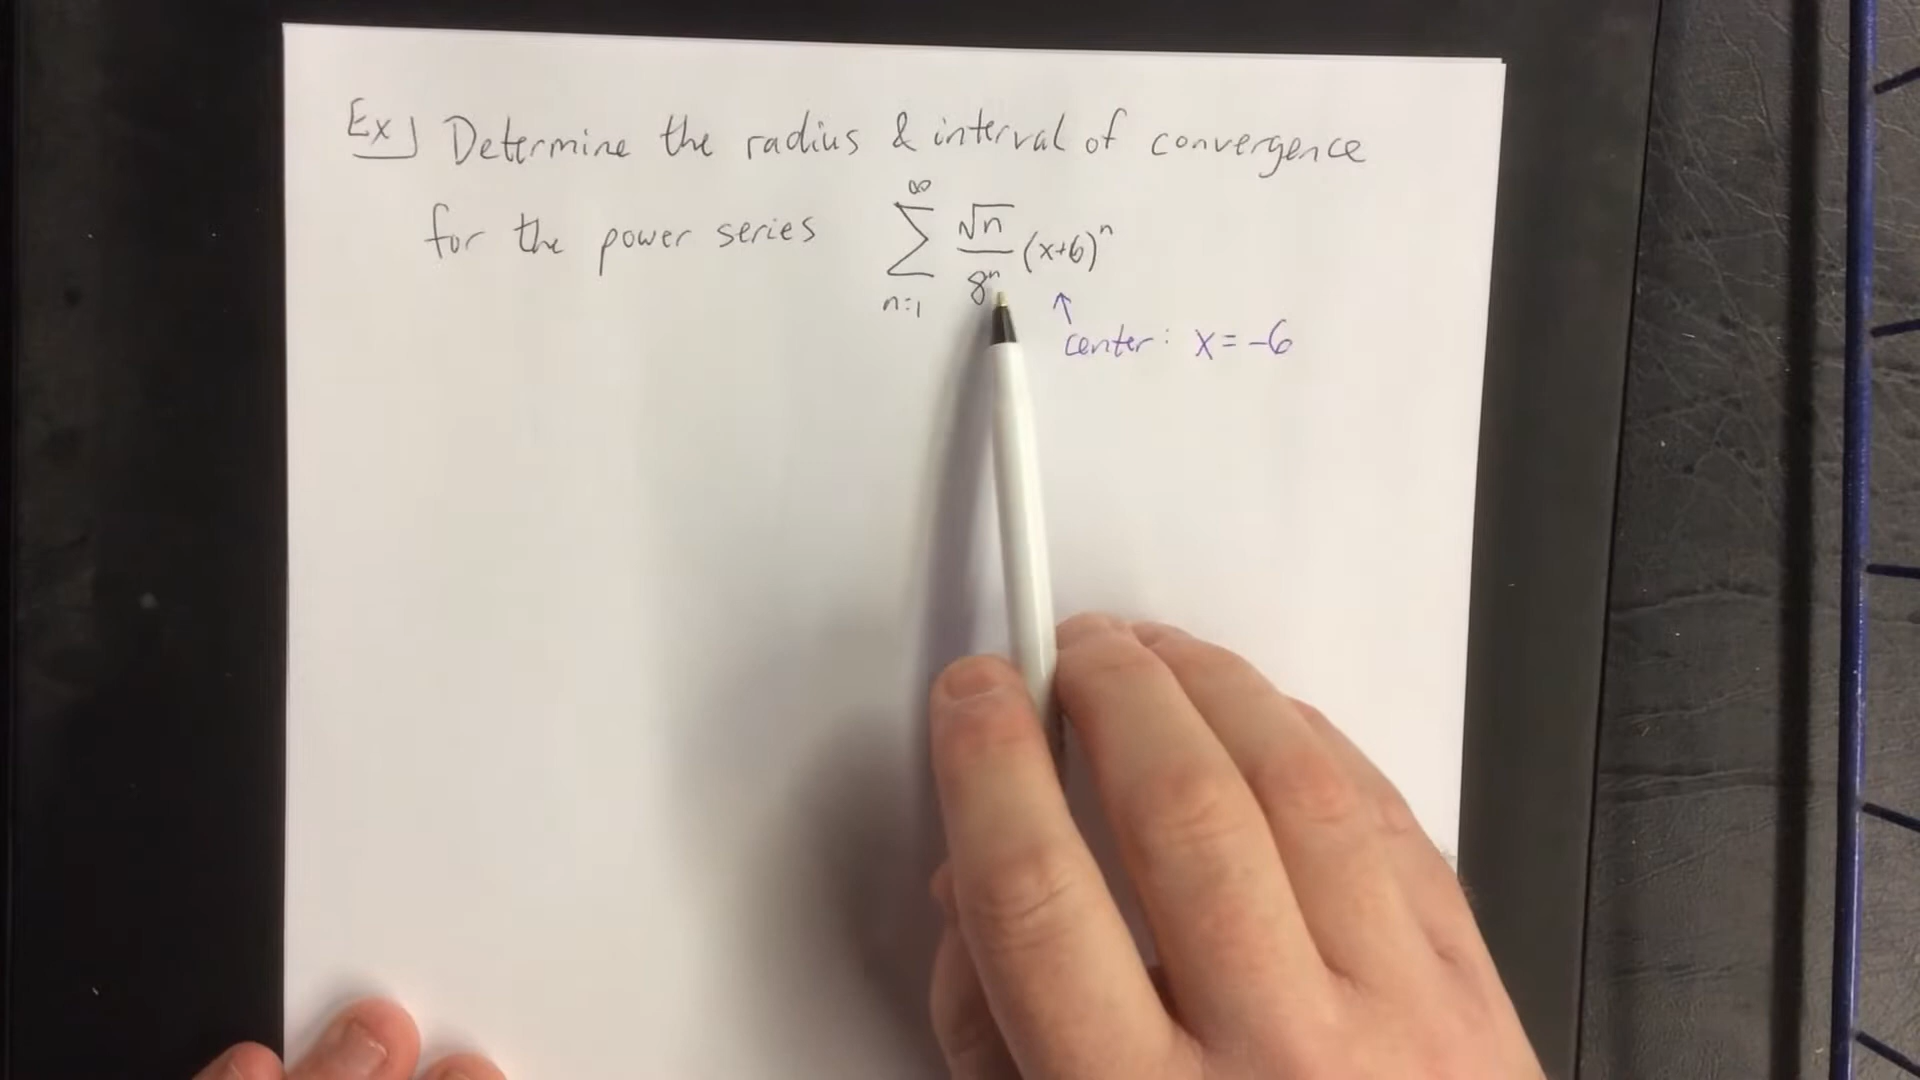 Ex] Determine the radius & interval of convergence
for the power series ∞∑n=1 √n/8^n (x+6)^n
↑
center: x = -6